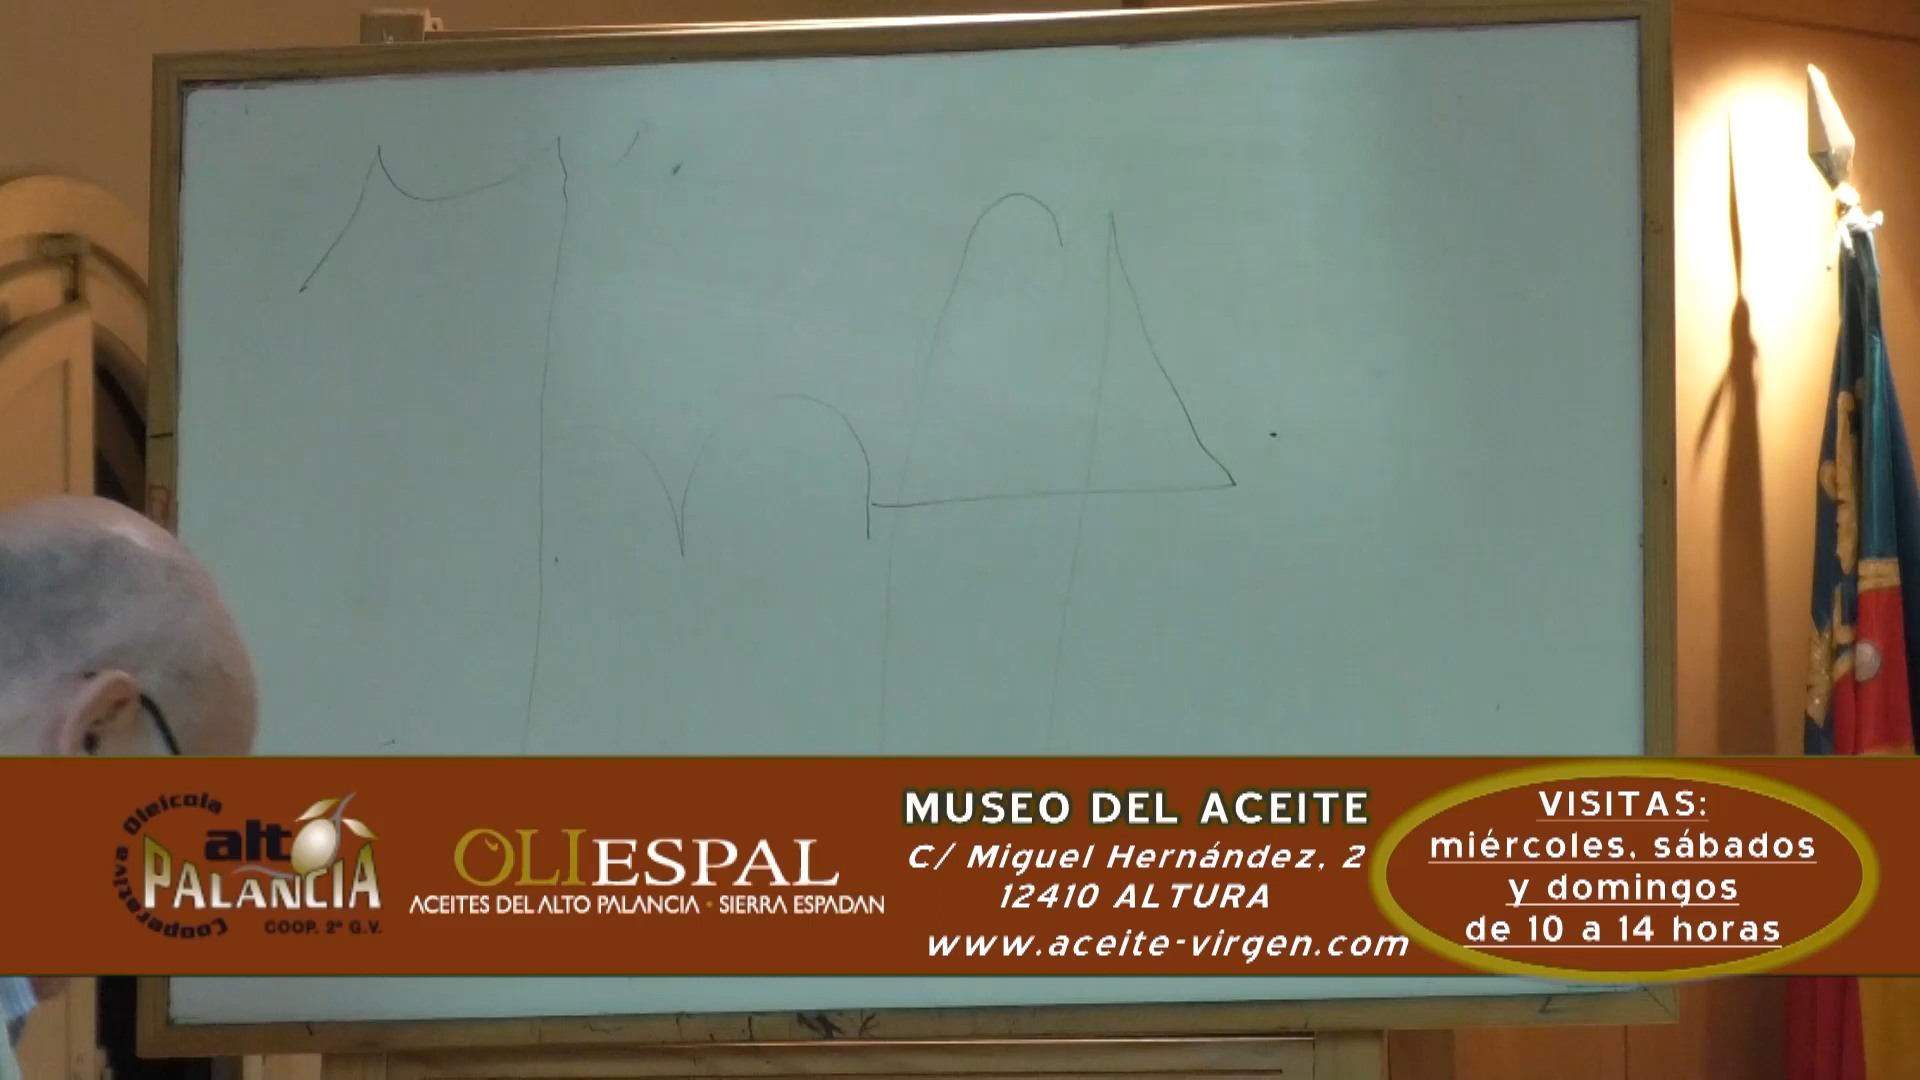 Cooperativa Oleícola
alto
PALANCIA
COOP. 2ª G.V.
OLIESPAL
ACEITES DEL ALTO PALANCIA · SIERRA ESPADAN
MUSEO DEL ACEITE
C/ Miguel Hernández, 2
12410 ALTURA
www.aceite-virgen.com
VISITAS:
miércoles, sábados
y domingos
de 10 a 14 horas